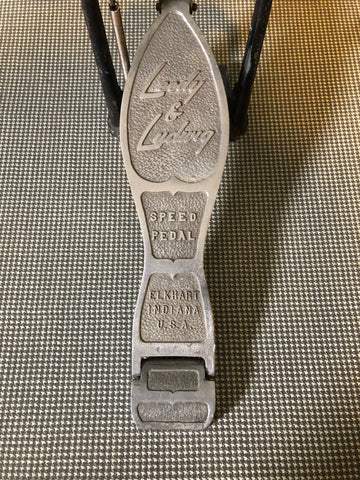 Leedy
&
Ludwig
SPEED
PEDAL
ELKHART
INDIANA
U.S.A.